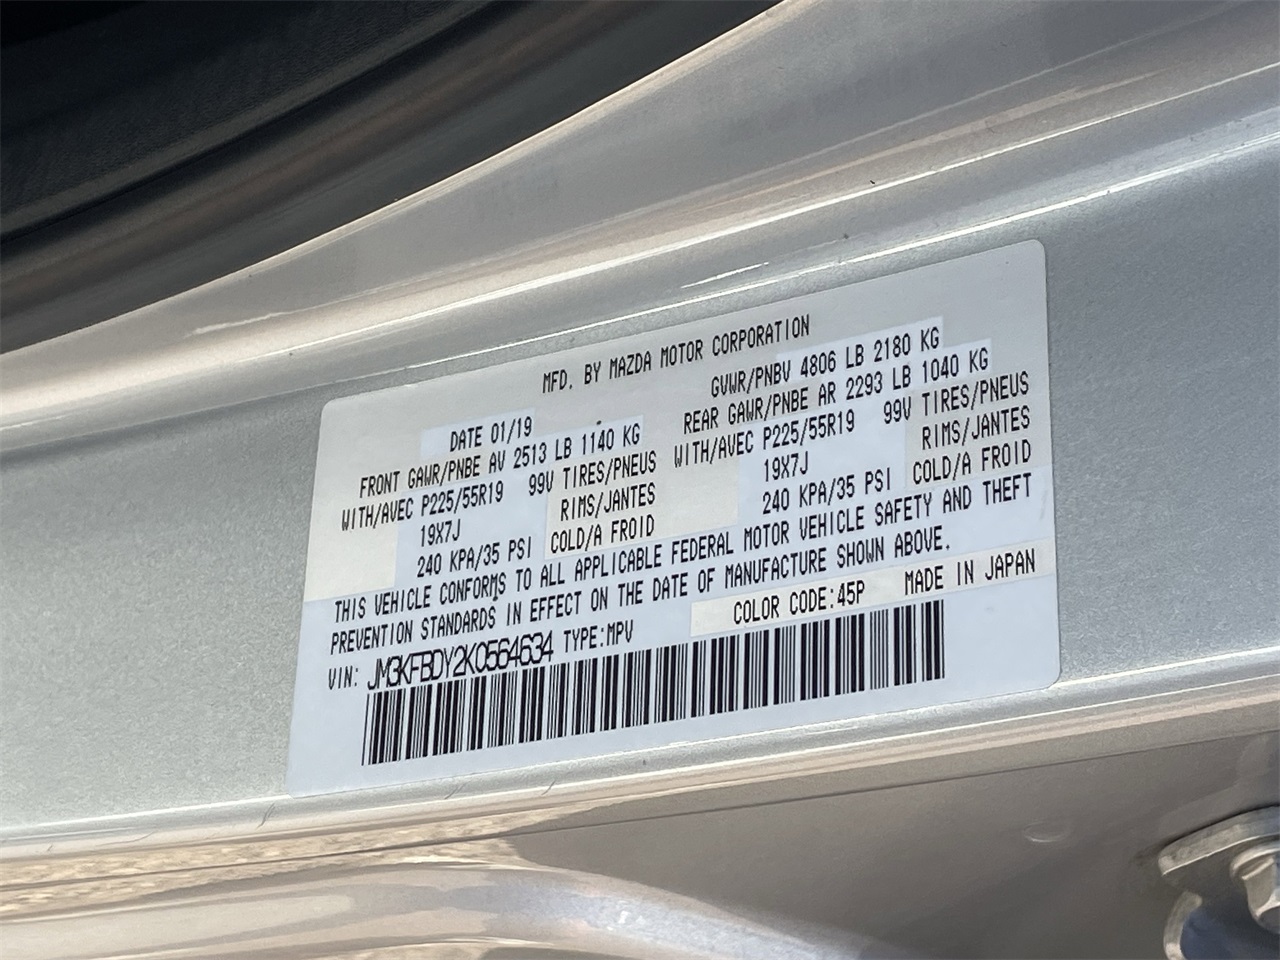 MFD. BY MAZDA MOTOR CORPORATION
DATE 01/19 GVWR/PNBV 4806 LB 2180 KG
FRONT GAWR/PNBE AV 2513 LB 1140 KG REAR GAWR/PNBE AR 2293 LB 1040 KG
WITH/AVEC P225/55R19 99V TIRES/PNEUS WITH/AVEC P225/55R19 99V TIRES/PNEUS
19X7J RIMS/JANTES 19X7J RIMS/JANTES
240 KPA/35 PSI COLD/A FROID 240 KPA/35 PSI COLD/A FROID
THIS VEHICLE CONFORMS TO ALL APPLICABLE FEDERAL MOTOR VEHICLE SAFETY AND THEFT
PREVENTION STANDARDS IN EFFECT ON THE DATE OF MANUFACTURE SHOWN ABOVE.
VIN: JM3KFBDY2K0564634 TYPE:MPV COLOR CODE:45P MADE IN JAPAN